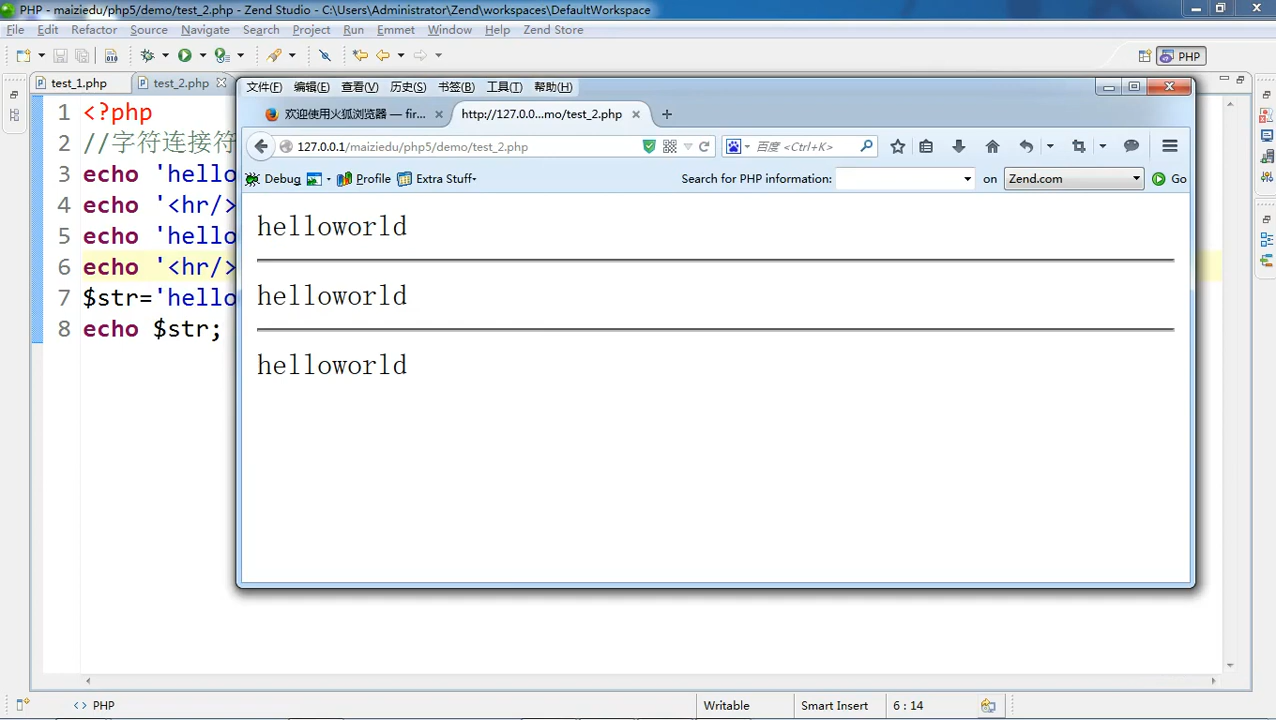 PHP - maiziedu/php5/demo/test_2.php - Zend Studio - C:\Users\Administrator\Zend\workspaces\DefaultWorkspace
File Edit Refactor Source Navigate Search Project Run Emmet Window Help Zend Store
PHP
test_1.php test_2.php
文件(F) 编辑(E) 查看(V) 历史(S) 书签(B) 工具(T) 帮助(H)
欢迎使用火狐浏览器 — fir... http://127.0.0...mo/test_2.php
127.0.0.1/maiziedu/php5/demo/test_2.php 百度 <Ctrl+K>
Debug Profile Extra Stuff Search for PHP information: on Zend.com Go
1 <?php
2 //字符连接符
3 echo 'hello
4 echo '<hr/>
5 echo 'hello
6 echo '<hr/>
7 $str='hello
8 echo $str;
helloworld
helloworld
helloworld
PHP Writable Smart Insert 6 : 14